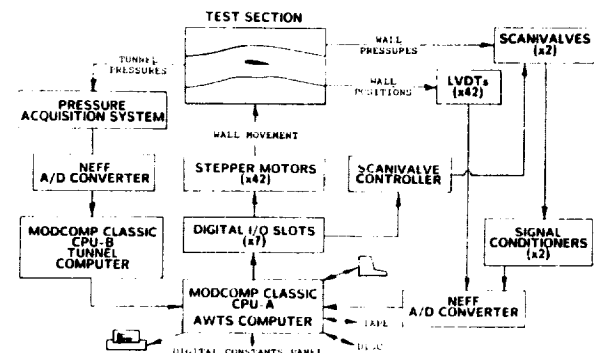 TEST SECTION
WALL
PRESSURES
SCANIVALVES
(x2)
TUNNEL
PRESSURES
WALL
POSITIONS
LVDTs
(x42)
PRESSURE
ACQUISITION SYSTEM
WALL MOVEMENT
NEFF
A/D CONVERTER
STEPPER MOTORS
(x42)
SCANIVALVE
CONTROLLER
MODCOMP CLASSIC
CPU-B
TUNNEL
COMPUTER
DIGITAL I/O SLOTS
(x7)
SIGNAL
CONDITIONERS
(x2)
MODCOMP CLASSIC
CPU-A
AWTS COMPUTER
NEFF
A/D CONVERTER
TAPE
DISC
DIGITAL CONSTANTS PANEL